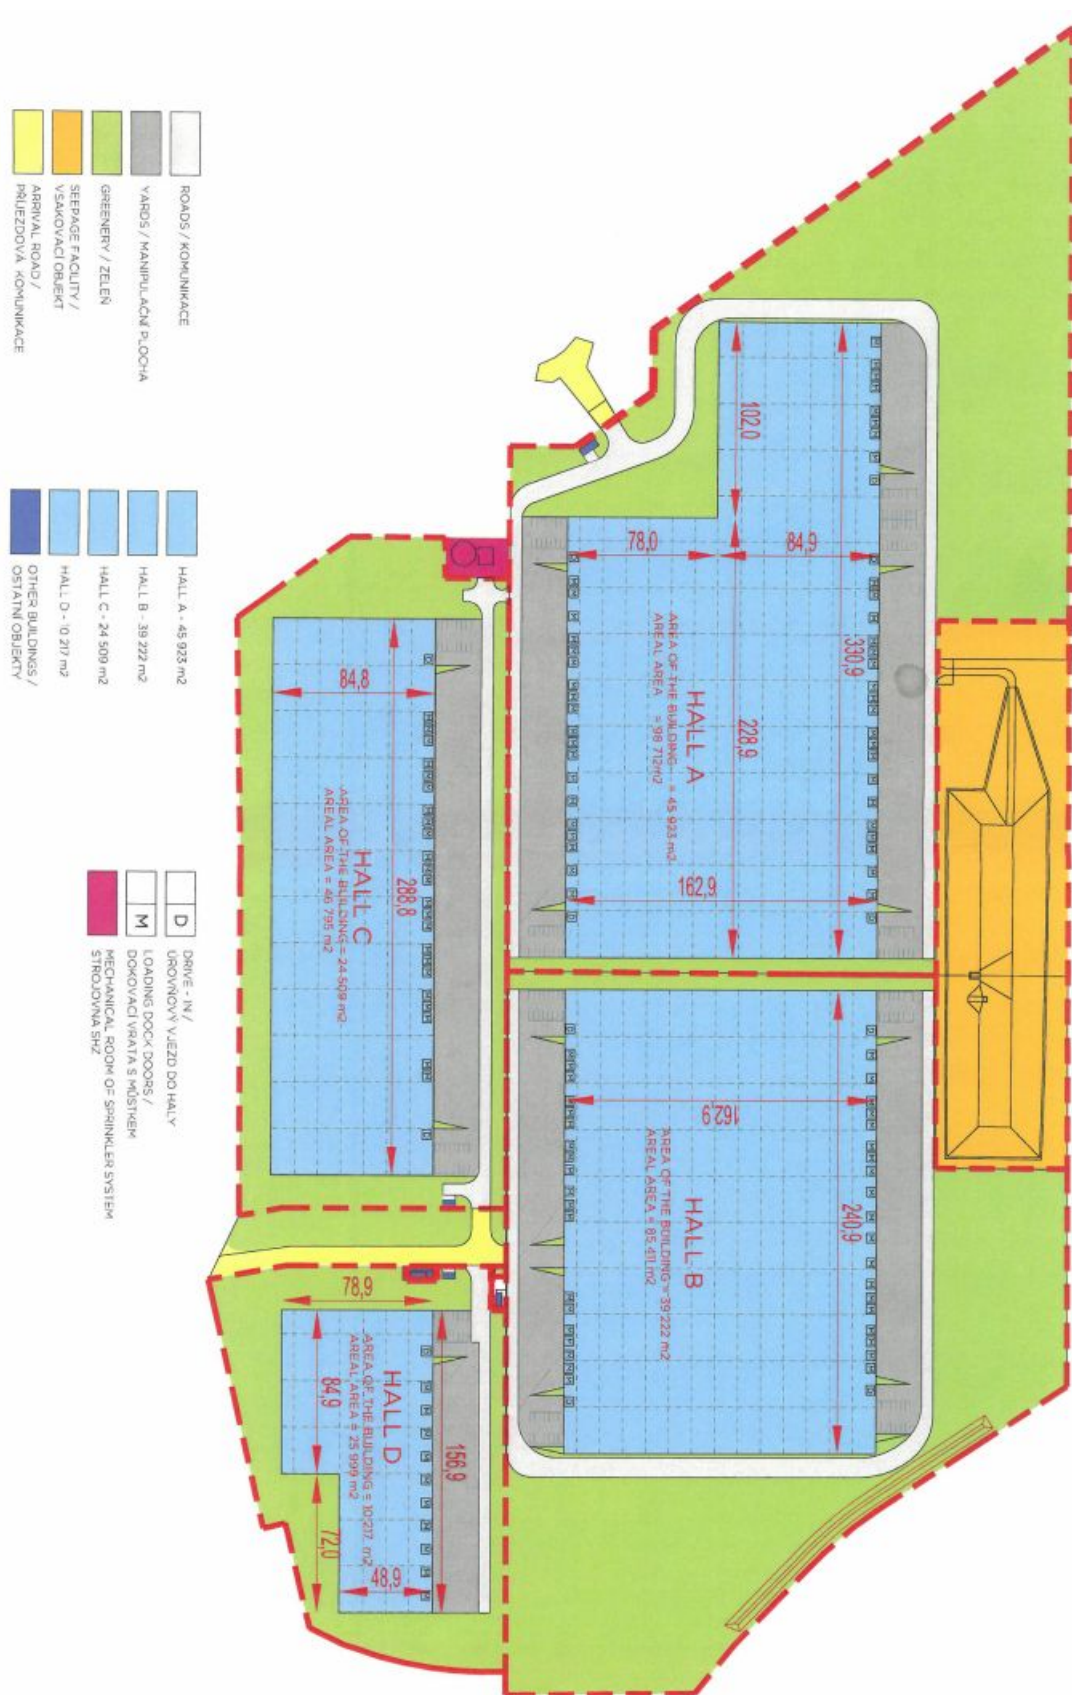 ROADS / KOMUNIKACE
YARDS / MANIPULAČNÍ PLOCHA
GREENERY / ZELEŇ
SEEPAGE FACILITY /
VSAKOVACÍ OBJEKT
ARRIVAL ROAD /
PŘÍJEZDOVÁ KOMUNIKACE
HALL A - 45 923 m2
HALL B - 39 222 m2
HALL C - 24 509 m2
HALL D - 10 217 m2
OTHER BUILDINGS /
OSTATNÍ OBJEKTY
D
DRIVE - IN /
ÚROVŇOVÝ VJEZD DO HALY
M
LOADING DOCK DOORS /
DOKOVACÍ VRATA S MŮSTKEM
MECHANICAL ROOM OF SPRINKLER SYSTEM
STROJOVNA SHZ
HALL A
AREA OF THE BUILDING = 45 923 m2
AREAL AREA = 98 712m2
102,0
78,0
84,9
330,9
228,9
162,9
HALL B
AREA OF THE BUILDING = 39 222 m2
AREAL AREA = 85 411 m2
162,9
240,9
HALL C
AREA OF THE BUILDING = 24 509 m2
AREAL AREA = 46 795 m2
84,8
288,8
HALL D
AREA OF THE BUILDING = 10 217 m2
AREAL AREA = 25 999 m2
78,9
84,9
156,9
72,0
48,9